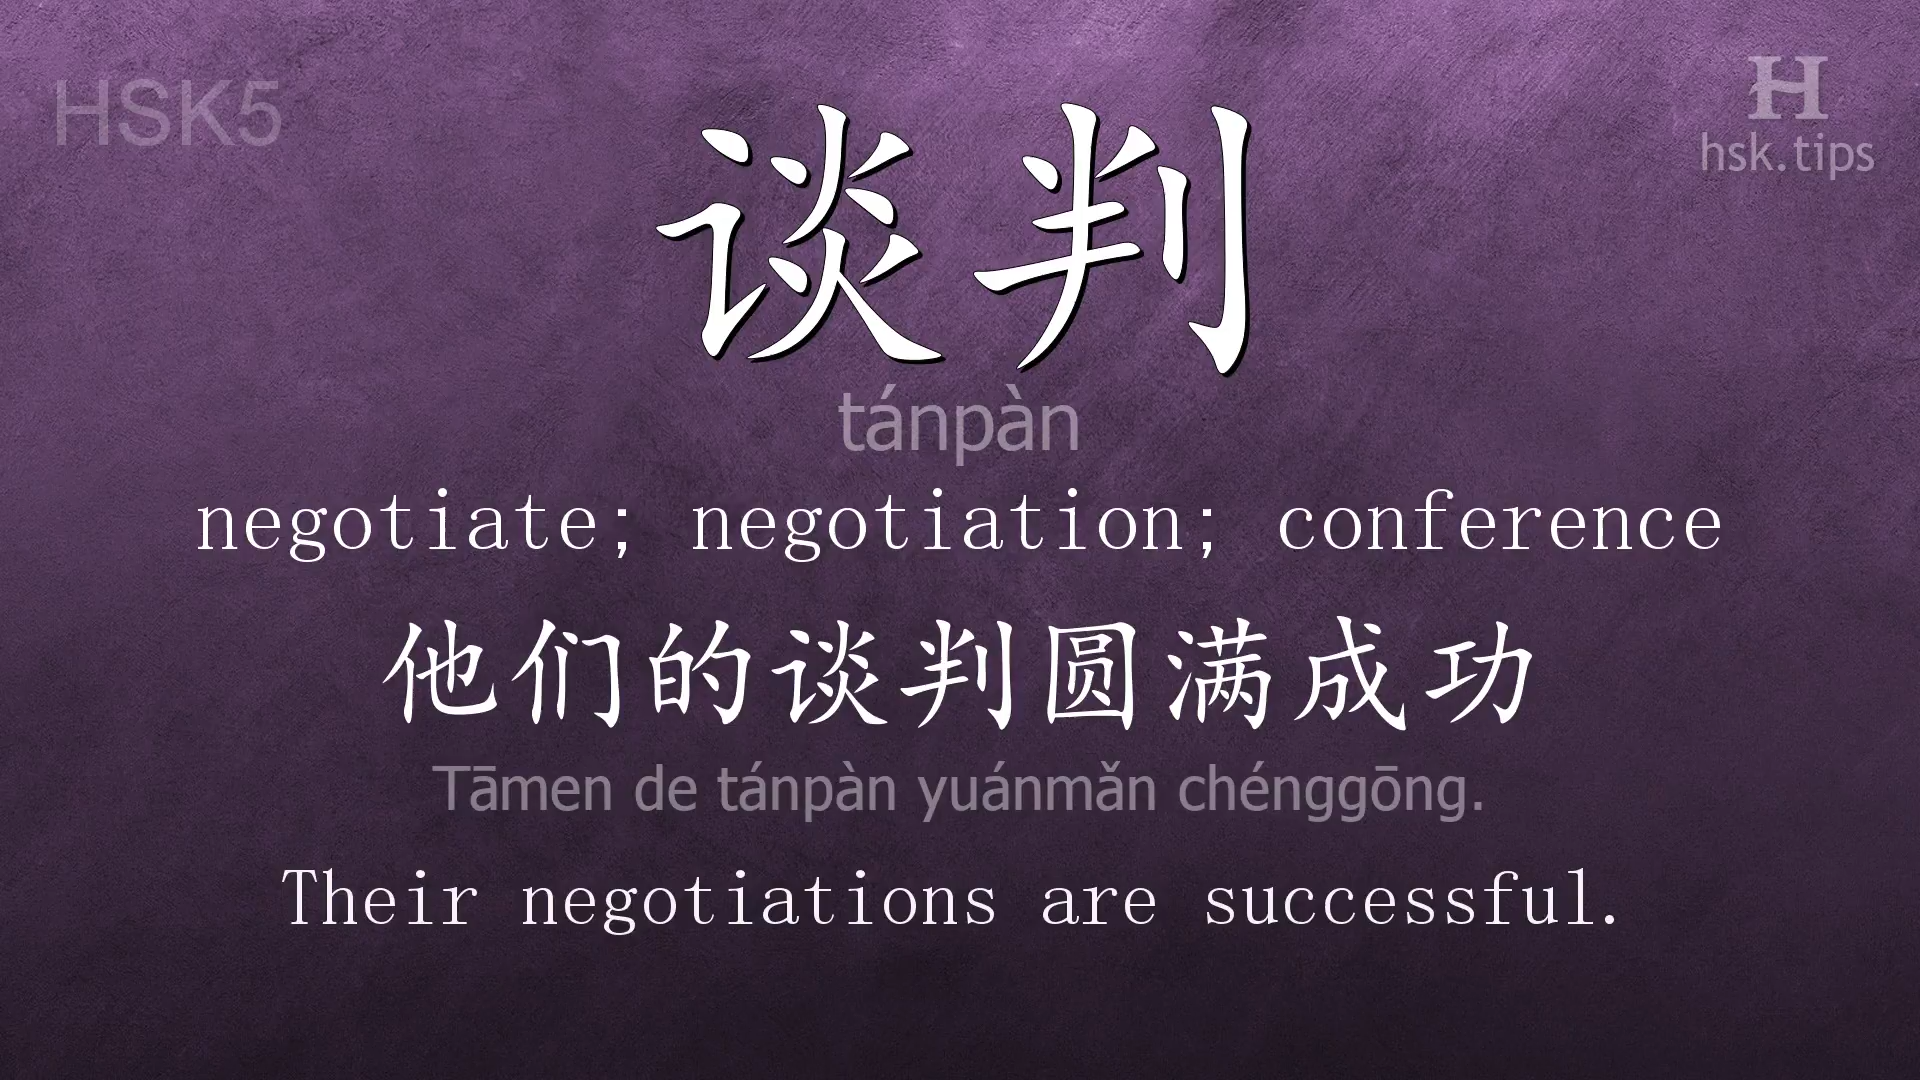 HSK5
H
hsk.tips
谈判
tánpàn
negotiate; negotiation; conference
他们的谈判圆满成功
Tāmen de tánpàn yuánmǎn chénggōng.
Their negotiations are successful.